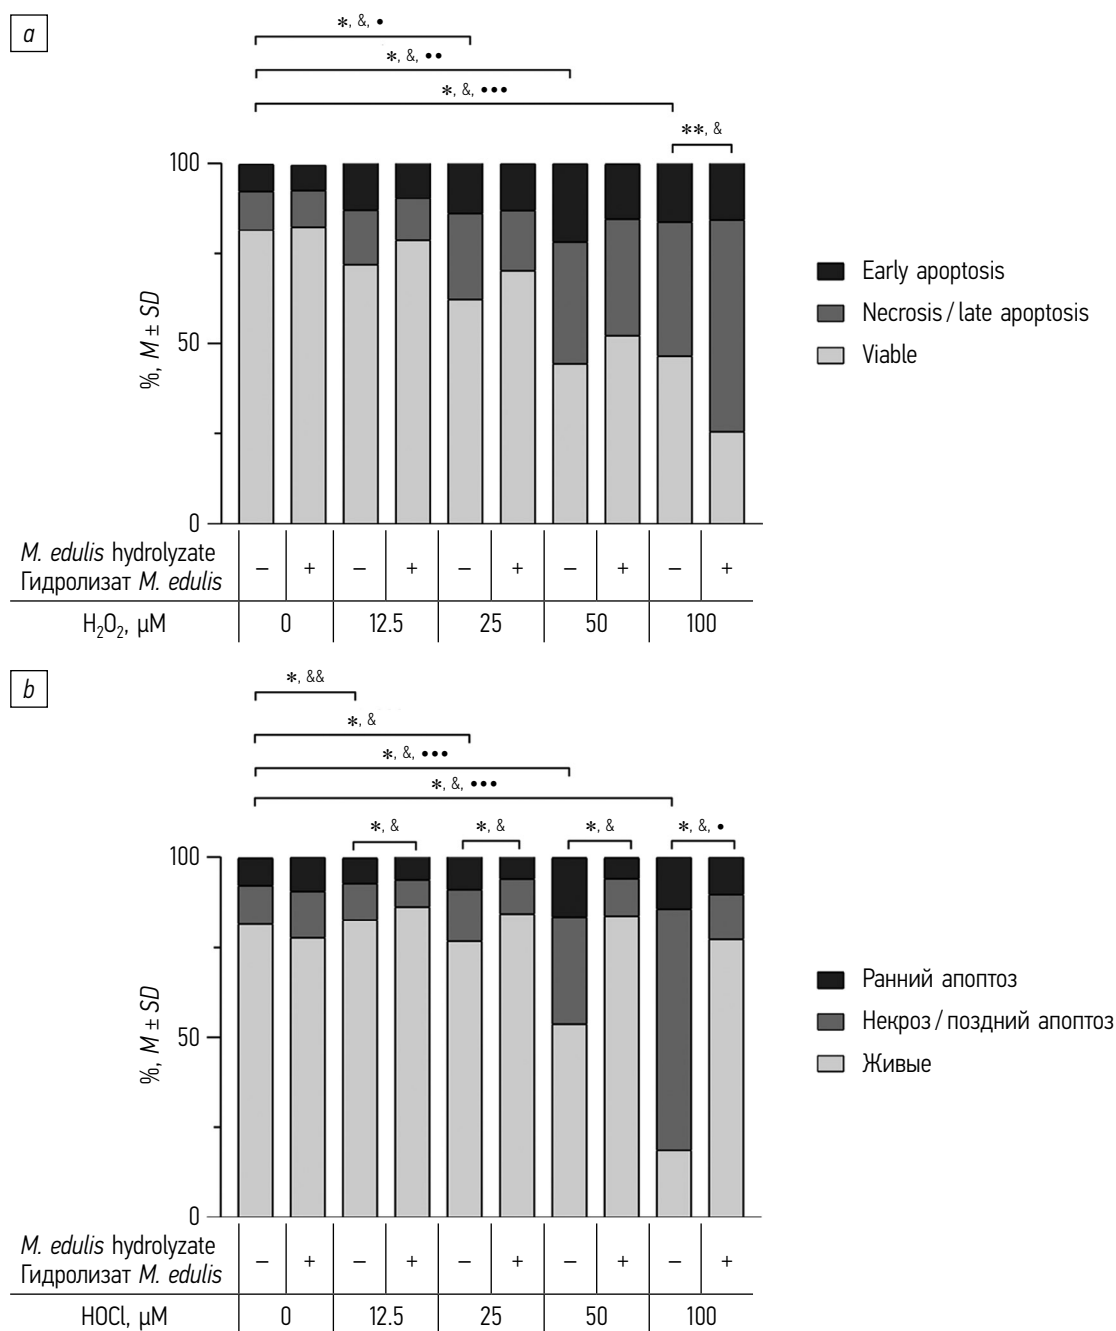 a
*, &, •
*, &, ••
*, &, •••
**, &
100
50
0
%, M ± SD
Early apoptosis
Necrosis / late apoptosis
Viable
M. edulis hydrolyzate
Гидролизат M. edulis
– + – + – + – + – +
H₂O₂, μM 0 12.5 25 50 100
b
*, &&
*, &
*, &, •••
*, &, •••
*, & *, & *, & *, &, •
100
50
0
%, M ± SD
Ранний апоптоз
Некроз / поздний апоптоз
Живые
M. edulis hydrolyzate
Гидролизат M. edulis
– + – + – + – + – +
HOCl, μM 0 12.5 25 50 100